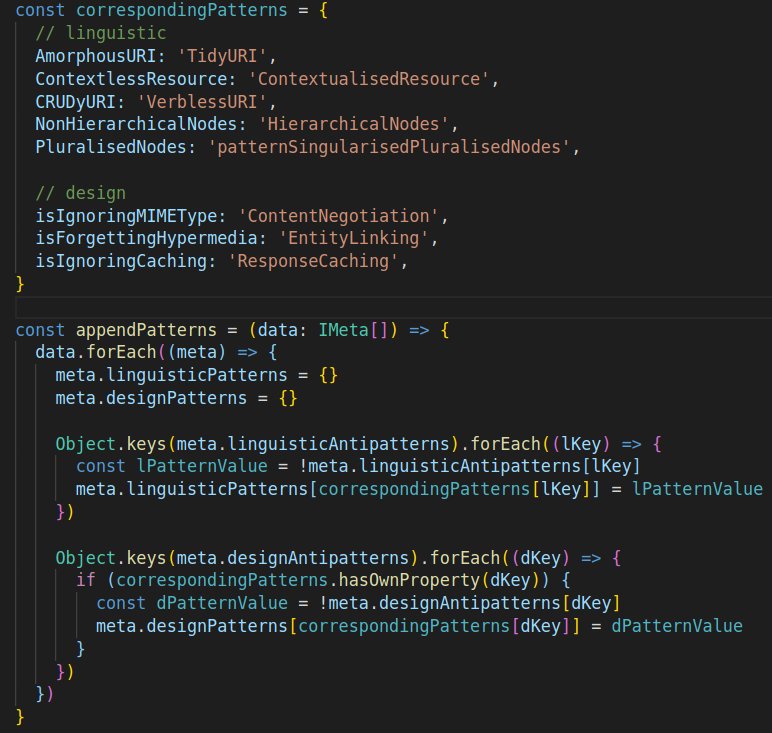 const correspondingPatterns = {
  // linguistic
  AmorphousURI: 'TidyURI',
  ContextlessResource: 'ContextualisedResource',
  CRUDyURI: 'VerblessURI',
  NonHierarchicalNodes: 'HierarchicalNodes',
  PluralisedNodes: 'patternSingularisedPluralisedNodes',

  // design
  isIgnoringMIMEType: 'ContentNegotiation',
  isForgettingHypermedia: 'EntityLinking',
  isIgnoringCaching: 'ResponseCaching',
}

const appendPatterns = (data: IMeta[]) => {
  data.forEach((meta) => {
    meta.linguisticPatterns = {}
    meta.designPatterns = {}

    Object.keys(meta.linguisticAntipatterns).forEach((lKey) => {
      const lPatternValue = !meta.linguisticAntipatterns[lKey]
      meta.linguisticPatterns[correspondingPatterns[lKey]] = lPatternValue
    })

    Object.keys(meta.designAntipatterns).forEach((dKey) => {
      if (correspondingPatterns.hasOwnProperty(dKey)) {
        const dPatternValue = !meta.designAntipatterns[dKey]
        meta.designPatterns[correspondingPatterns[dKey]] = dPatternValue
      }
    })
  })
}